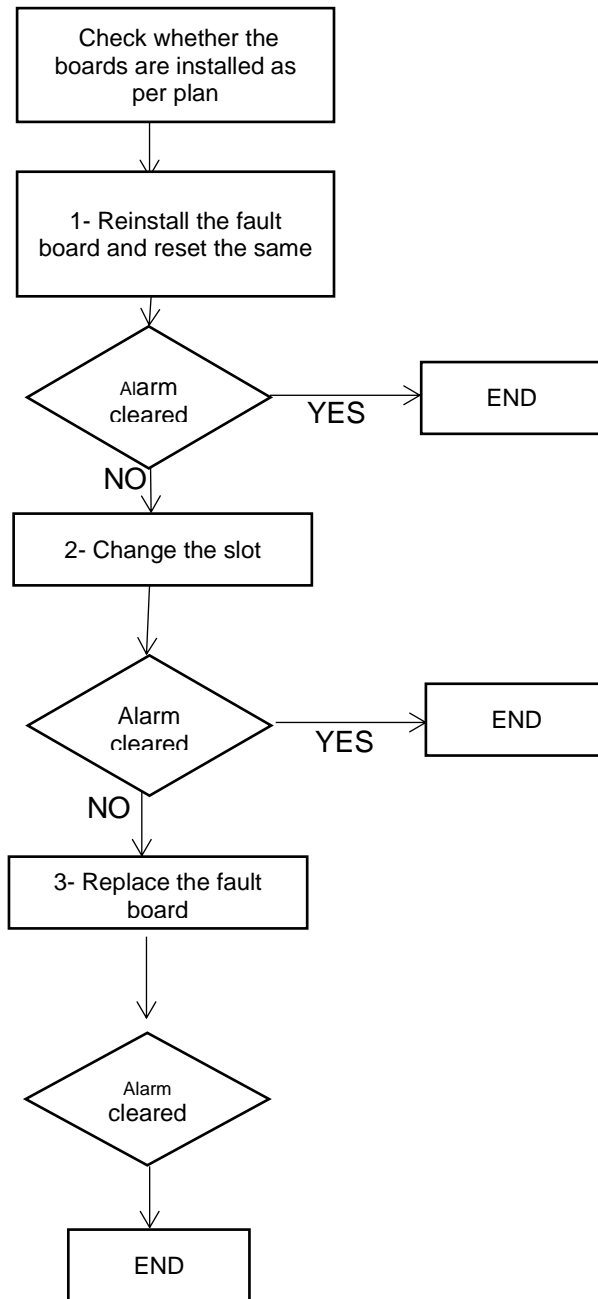 Check whether the
boards are installed as
per plan
1- Reinstall the fault
board and reset the same
Alarm
cleared
YES
END
NO
2- Change the slot
Alarm
cleared
YES
END
NO
3- Replace the fault
board
Alarm
cleared
END